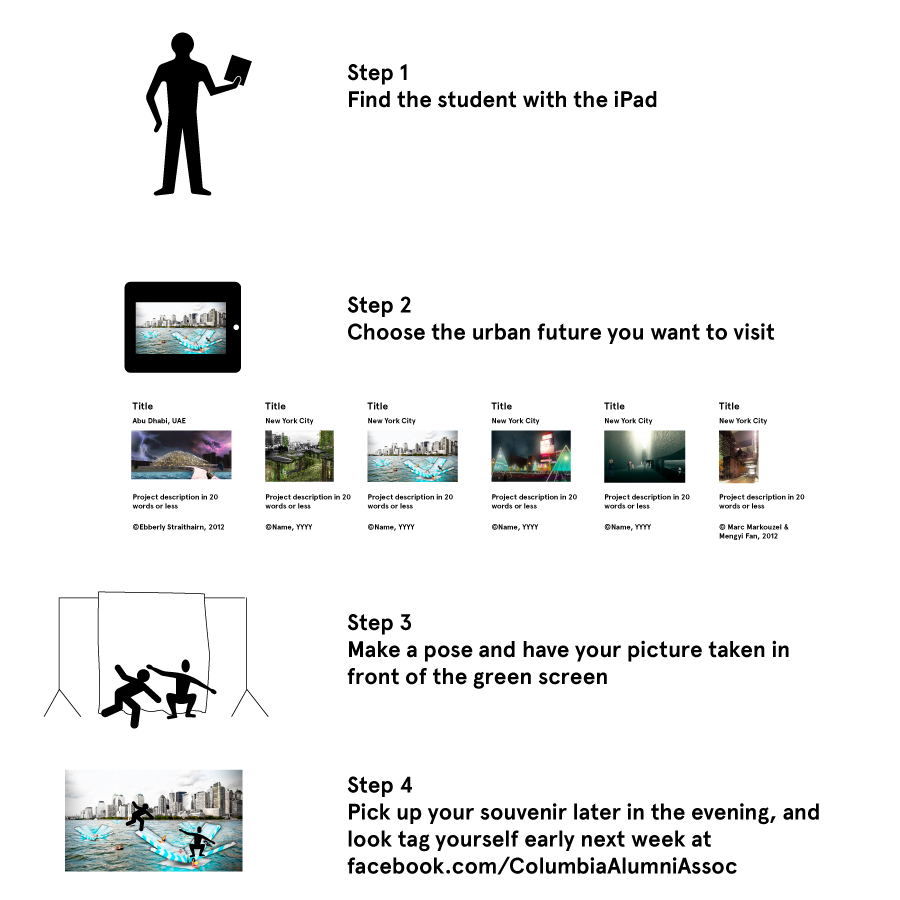 Step 1
Find the student with the iPad
Step 2
Choose the urban future you want to visit
Title
Abu Dhabi, UAE
Project description in 20
words or less
©Ebberly Straithairn, 2012
Title
New York City
Project description in 20
words or less
©Name, YYYY
Title
New York City
Project description in 20
words or less
©Name, YYYY
Title
New York City
Project description in 20
words or less
©Name, YYYY
Title
New York City
Project description in 20
words or less
©Name, YYYY
Title
New York City
Project description in 20
words or less
© Marc Markouzel &
Mengyi Fan, 2012
Step 3
Make a pose and have your picture taken in
front of the green screen
Step 4
Pick up your souvenir later in the evening, and
look tag yourself early next week at
facebook.com/ColumbiaAlumniAssoc